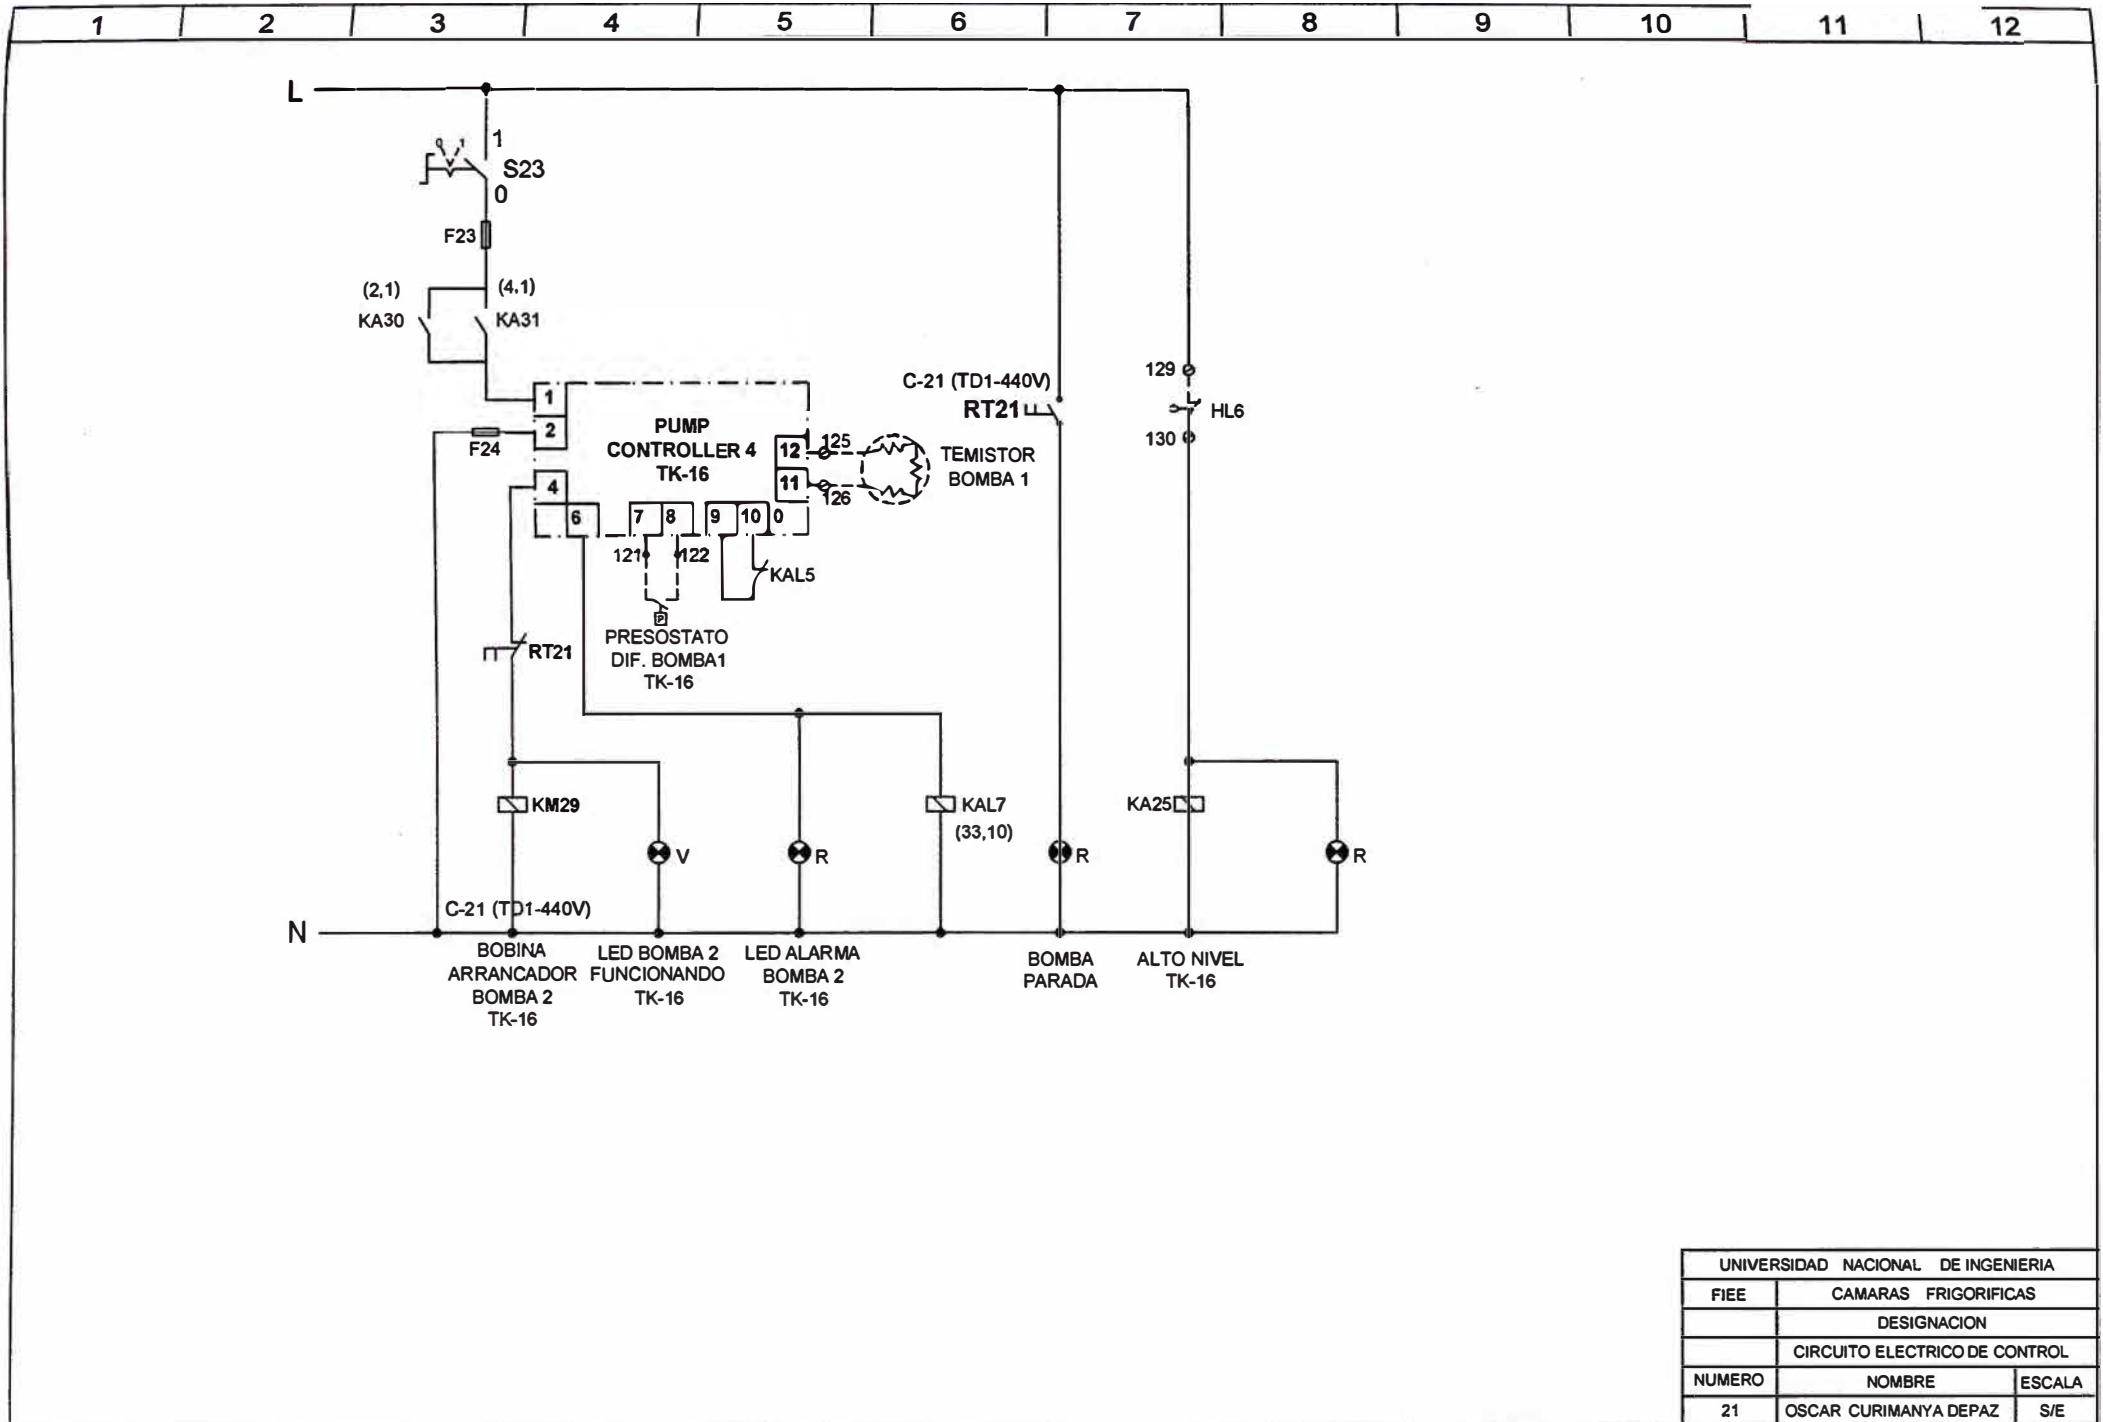 1 2 3 4 5 6 7 8 9 10 11 12
L
0 1
1
S23
0
F23
(2,1) (4,1)
KA30 KA31
1
2
F24
4
6
PUMP
CONTROLLER 4
TK-16
7 8 9 10 0
12 125
11 126
TEMISTOR
BOMBA 1
121 122
KAL5
P
PRESOSTATO
DIF. BOMBA1
TK-16
RT21
C-21 (TD1-440V)
RT21
129
HL6
130
KM29
KAL7
(33,10)
KA25
V
R
R
R
C-21 (TD1-440V)
N
BOBINA
ARRANCADOR
BOMBA 2
TK-16
LED BOMBA 2
FUNCIONANDO
TK-16
LED ALARMA
BOMBA 2
TK-16
BOMBA
PARADA
ALTO NIVEL
TK-16
UNIVERSIDAD NACIONAL DE INGENIERIA
FIEE CAMARAS FRIGORIFICAS
DESIGNACION
CIRCUITO ELECTRICO DE CONTROL
NUMERO NOMBRE ESCALA
21 OSCAR CURIMANYA DEPAZ S/E